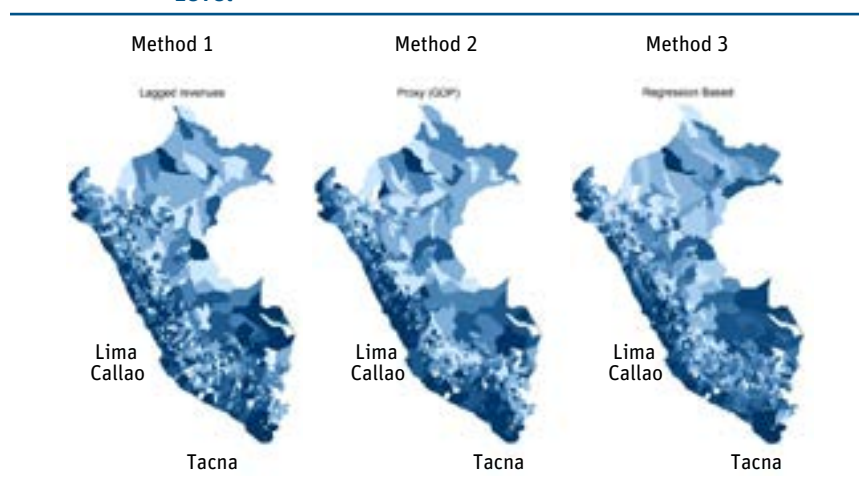 Method 1
Method 2
Method 3
Lagged revenues
Proxy (GDP)
Regression Based
Lima
Callao
Lima
Callao
Lima
Callao
Tacna
Tacna
Tacna